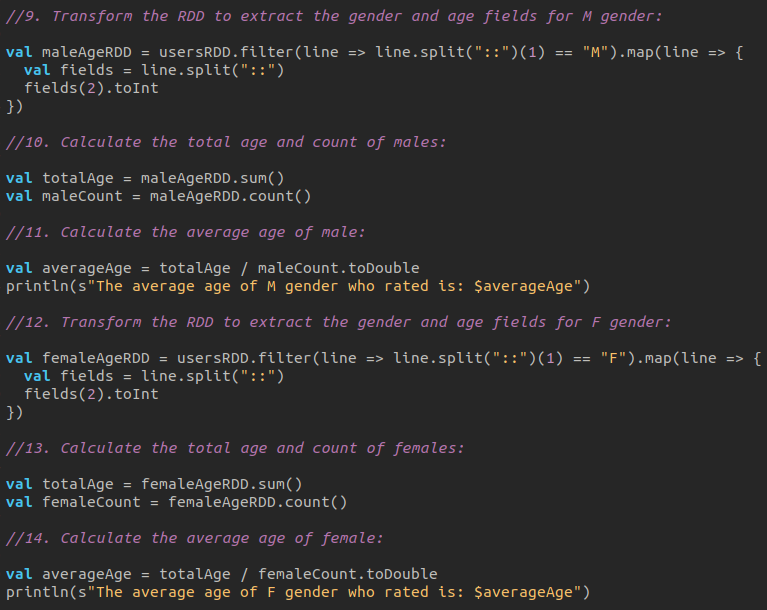 //9. Transform the RDD to extract the gender and age fields for M gender:
val maleAgeRDD = usersRDD.filter(line => line.split("::")(1) == "M").map(line => {
  val fields = line.split("::")
  fields(2).toInt
})
//10. Calculate the total age and count of males:
val totalAge = maleAgeRDD.sum()
val maleCount = maleAgeRDD.count()
//11. Calculate the average age of male:
val averageAge = totalAge / maleCount.toDouble
println(s"The average age of M gender who rated is: $averageAge")
//12. Transform the RDD to extract the gender and age fields for F gender:
val femaleAgeRDD = usersRDD.filter(line => line.split("::")(1) == "F").map(line => {
  val fields = line.split("::")
  fields(2).toInt
})
//13. Calculate the total age and count of females:
val totalAge = femaleAgeRDD.sum()
val femaleCount = femaleAgeRDD.count()
//14. Calculate the average age of female:
val averageAge = totalAge / femaleCount.toDouble
println(s"The average age of F gender who rated is: $averageAge")